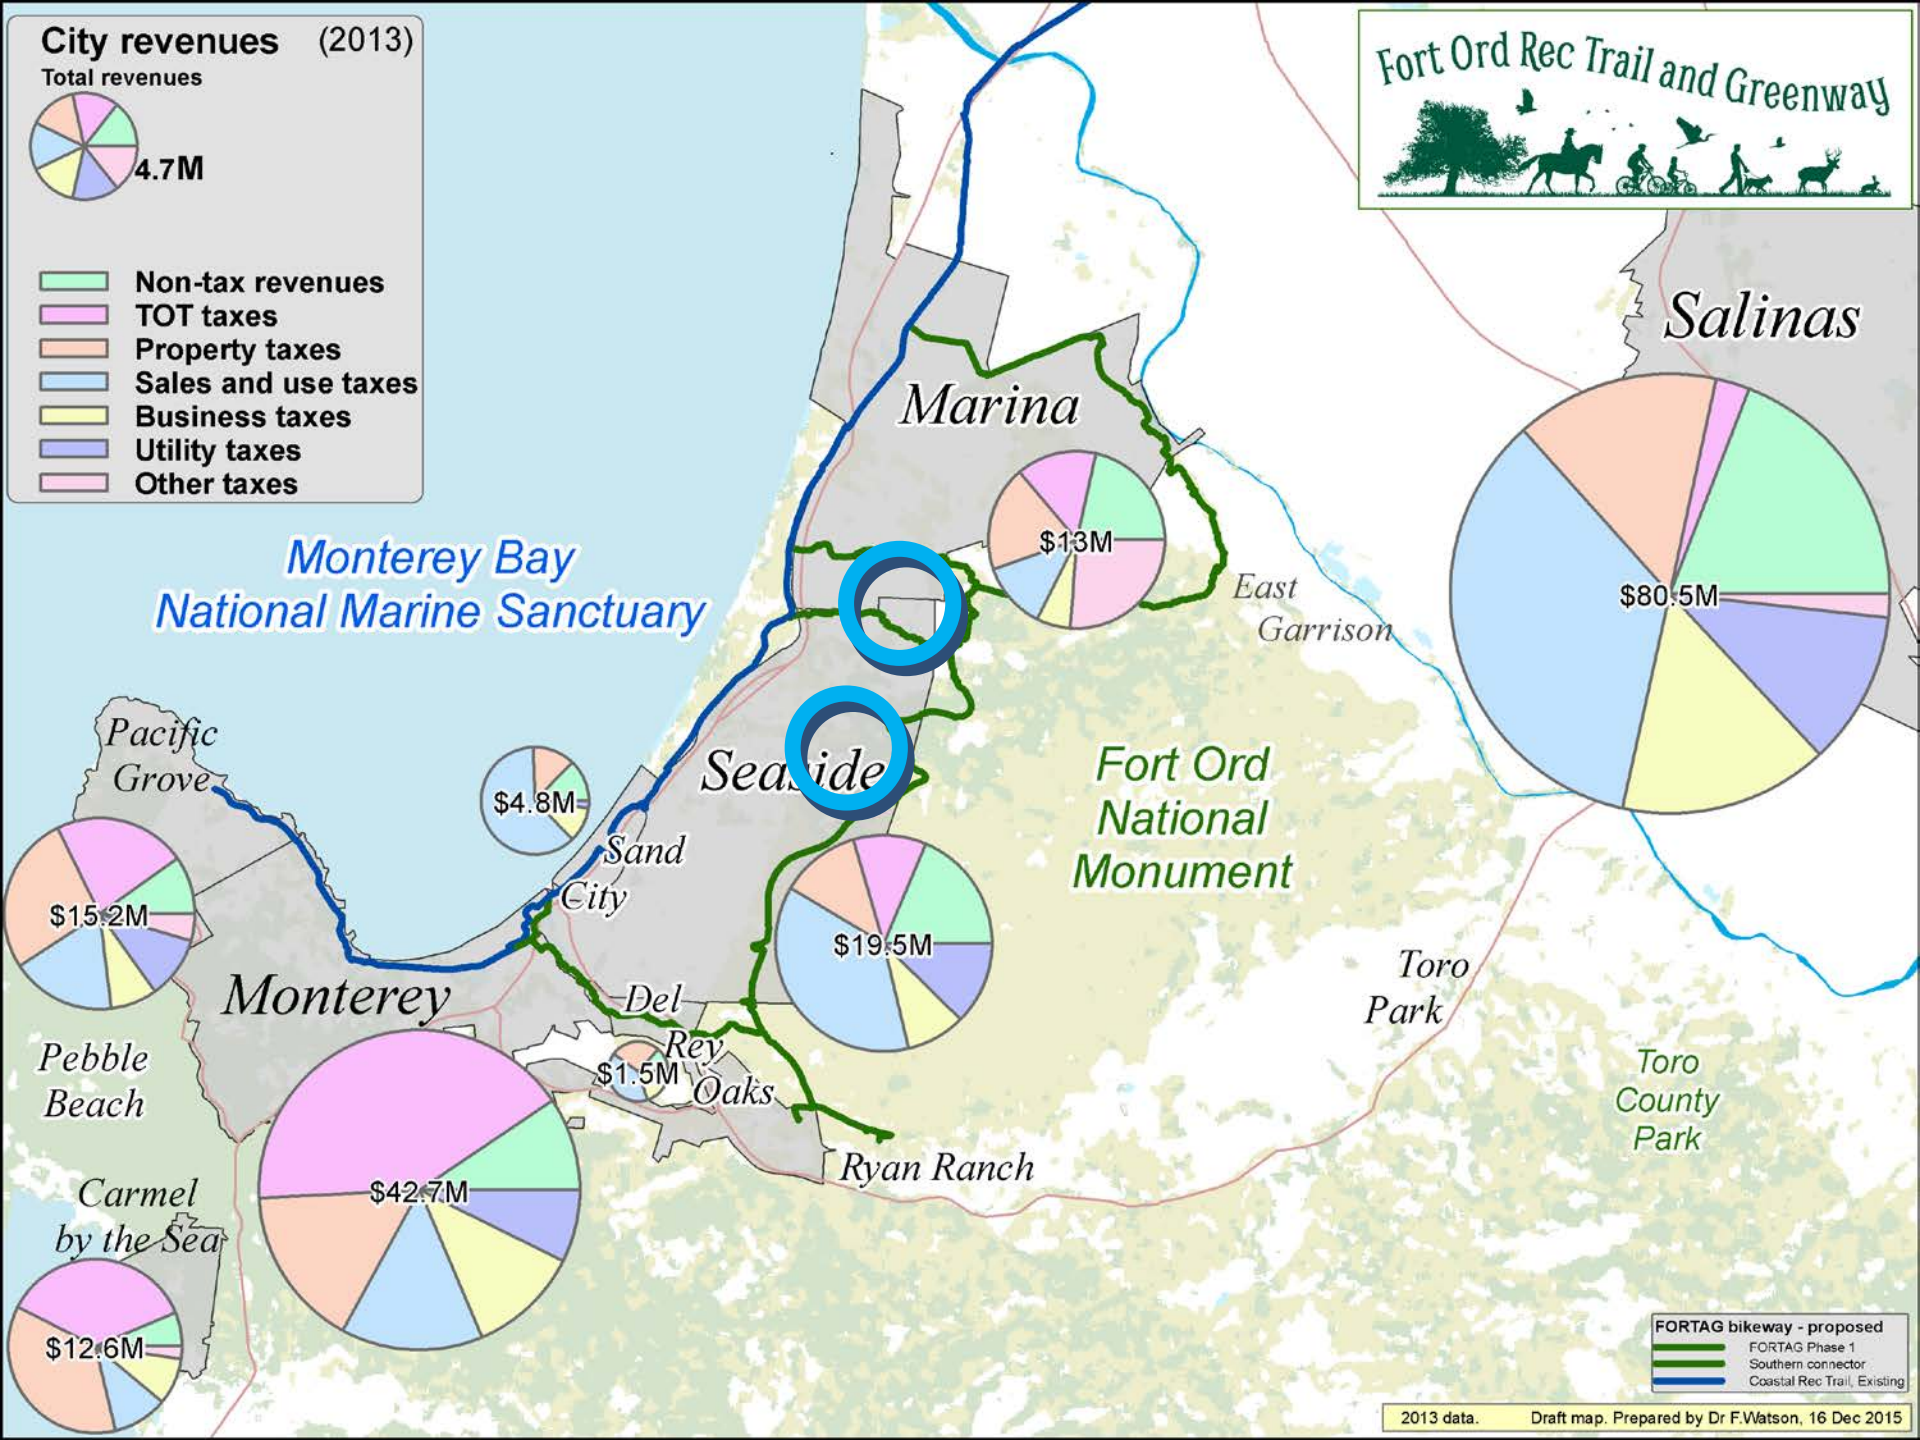 City revenues (2013)
Total revenues
4.7M
Non-tax revenues
TOT taxes
Property taxes
Sales and use taxes
Business taxes
Utility taxes
Other taxes
Fort Ord Rec Trail and Greenway
Salinas
$80.5M
Marina
$13M
Monterey Bay
National Marine Sanctuary
East
Garrison
Pacific
Grove
$15.2M
$4.8M
Seaside
Sand
City
$19.5M
Fort Ord
National
Monument
Monterey
Del
Rey
Oaks
$1.5M
Toro
Park
Toro
County
Park
Pebble
Beach
$42.7M
Ryan Ranch
Carmel
by the Sea
$12.6M
FORTAG bikeway - proposed
FORTAG Phase 1
Southern connector
Coastal Rec Trail, Existing
2013 data. Draft map. Prepared by Dr F.Watson, 16 Dec 2015